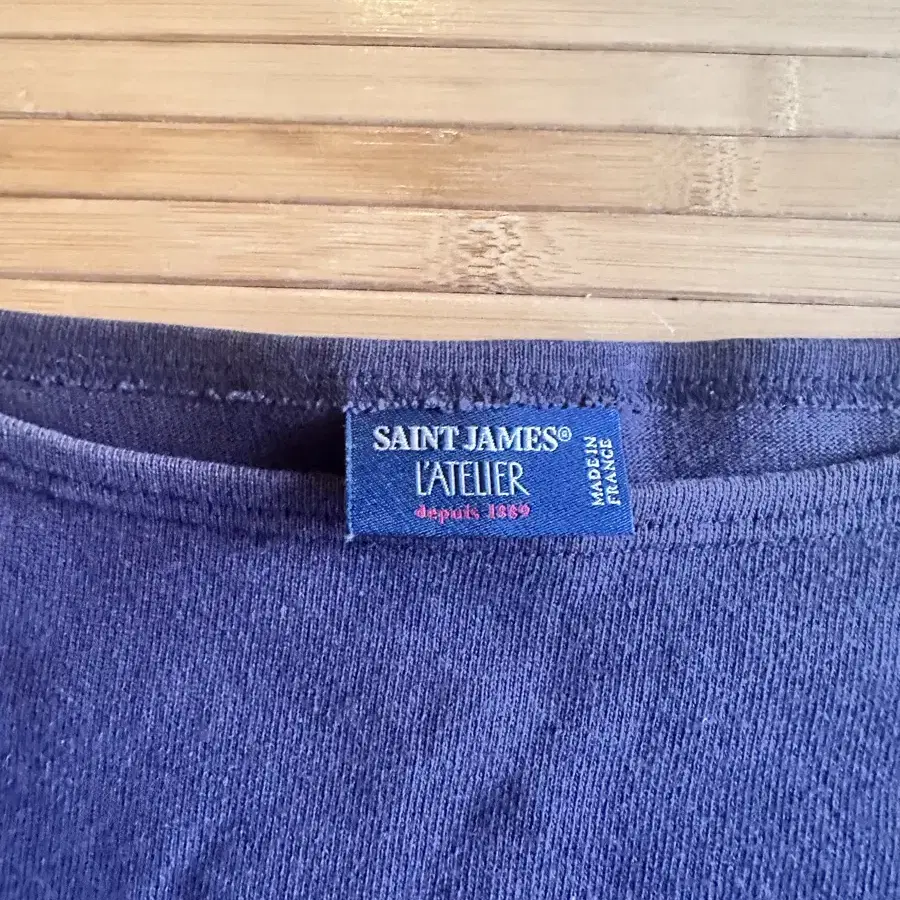 SAINT JAMES®
L'ATELIER
depuis 1889
MADE IN
FRANCE